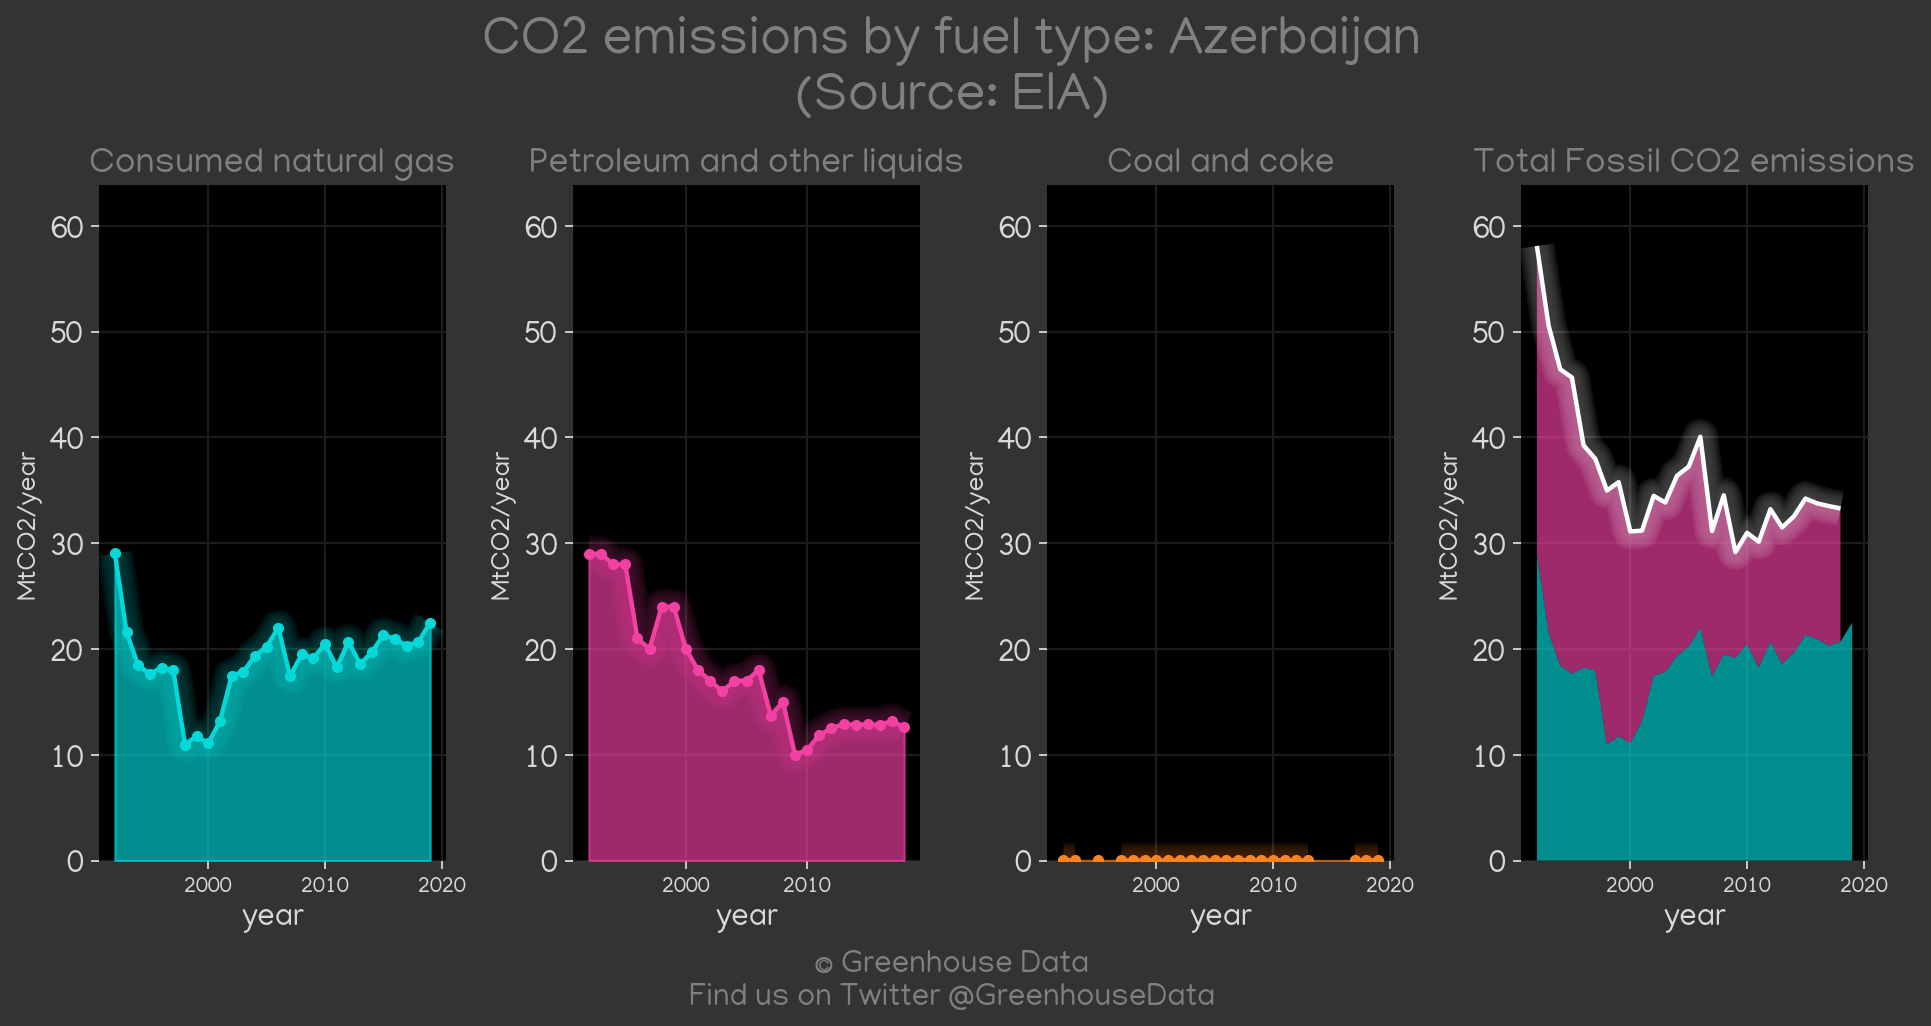 CO2 emissions by fuel type: Azerbaijan
(Source: EIA)
Consumed natural gas
60
50
40
30
20
10
0
MtCO2/year
2000 2010 2020
year
Petroleum and other liquids
60
50
40
30
20
10
0
MtCO2/year
2000 2010
year
Coal and coke
60
50
40
30
20
10
0
MtCO2/year
2000 2010 2020
year
Total Fossil CO2 emissions
60
50
40
30
20
10
0
MtCO2/year
2000 2010 2020
year
© Greenhouse Data
Find us on Twitter @GreenhouseData